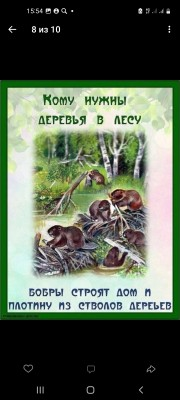 15:54
8 из 10
Кому нужны
деревья в лесу
бобры строят дом и
плотину из стволов деревьев